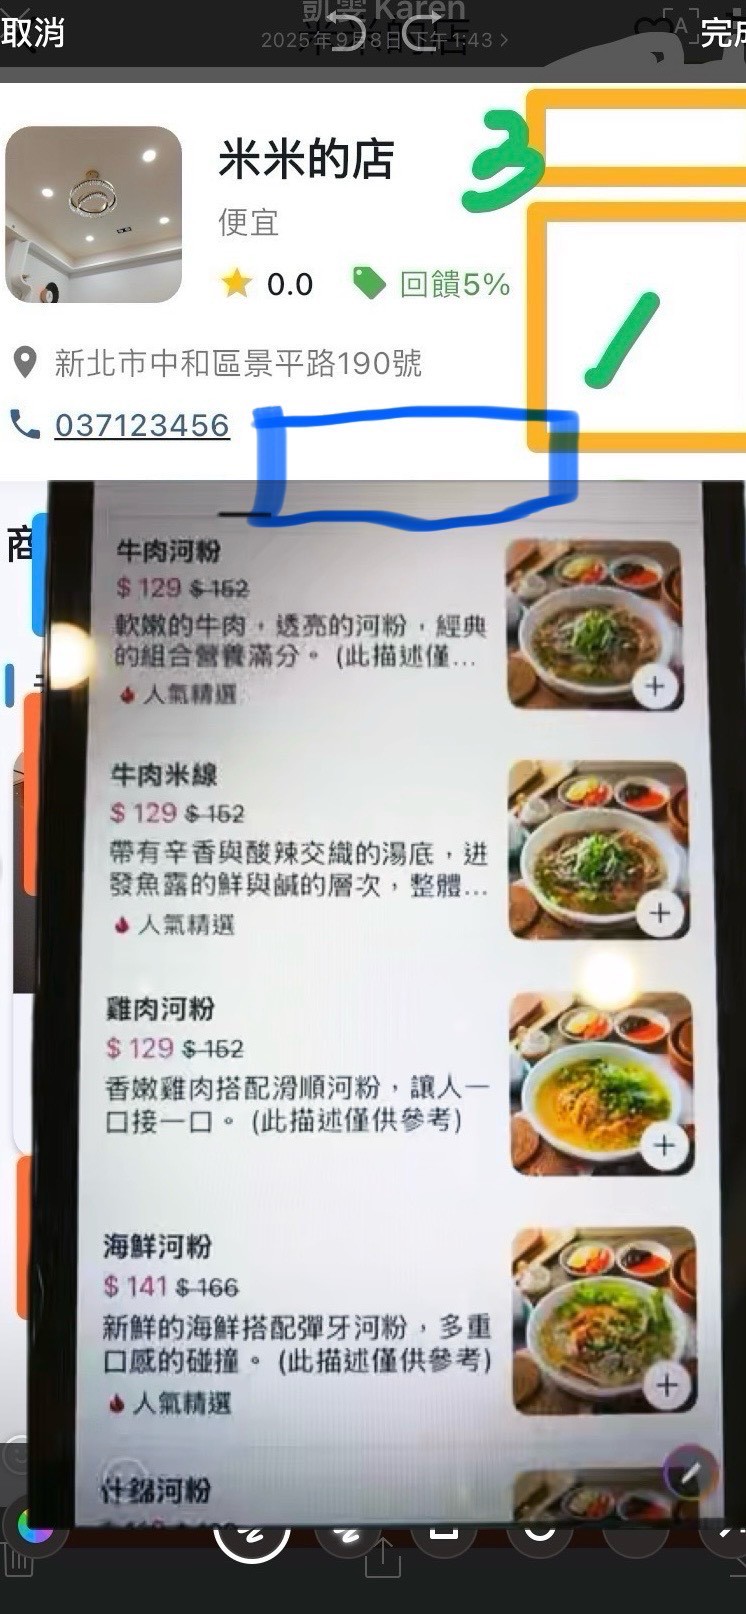 凱雯 Karen
取消
2025年9月8日 下午1:43 >
完成
米米的店
3
便宜
0.0
回饋5%
新北市中和區景平路190號
037123456
商
牛肉河粉
$ 129 $ 152
軟嫩的牛肉，透亮的河粉，經典
的組合營養滿分。 (此描述僅...
人氣精選
牛肉米線
$ 129 $ 152
帶有辛香與酸辣交織的湯底，迸
發魚露的鮮與鹹的層次，整體...
人氣精選
雞肉河粉
$ 129 $ 152
香嫩雞肉搭配滑順河粉，讓人一
口接一口。 (此描述僅供參考)
海鮮河粉
$ 141 $ 166
新鮮的海鮮搭配彈牙河粉，多重
口感的碰撞。 (此描述僅供參考)
人氣精選
什錦河粉